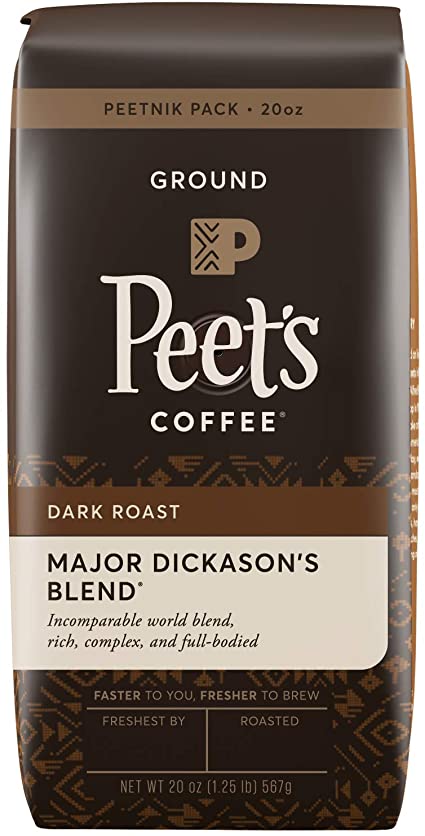 PEETNIK PACK • 20oz
GROUND
P
Peet's
COFFEE®
DARK ROAST
MAJOR DICKASON'S
BLEND®
Incomparable world blend,
rich, complex, and full-bodied
FASTER TO YOU, FRESHER TO BREW
FRESHEST BY
ROASTED
NET WT 20 oz (1.25 lb) 567g